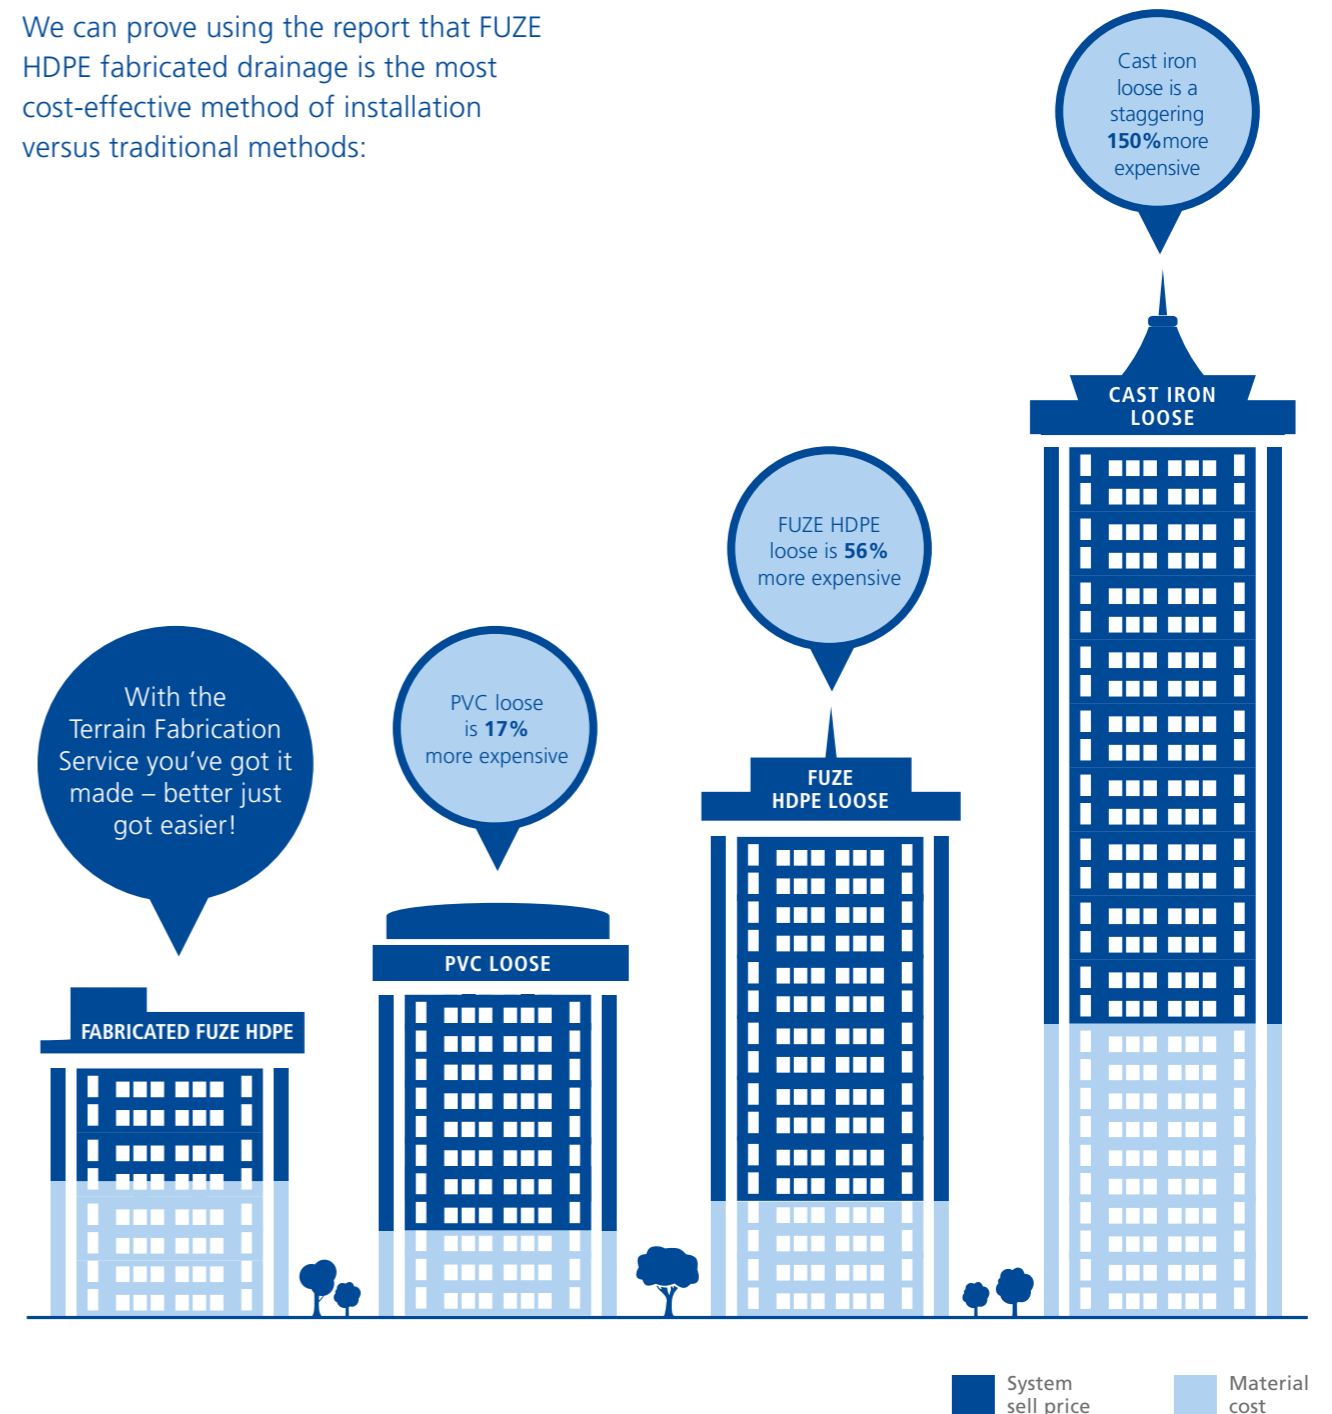 We can prove using the report that FUZE
HDPE fabricated drainage is the most
cost-effective method of installation
versus traditional methods:
Cast iron
loose is a
staggering
150%more
expensive
CAST IRON
LOOSE
FUZE HDPE
loose is 56%
more expensive
FUZE
HDPE LOOSE
PVC loose
is 17%
more expensive
PVC LOOSE
With the
Terrain Fabrication
Service you’ve got it
made – better just
got easier!
FABRICATED FUZE HDPE
System
sell price
Material
cost